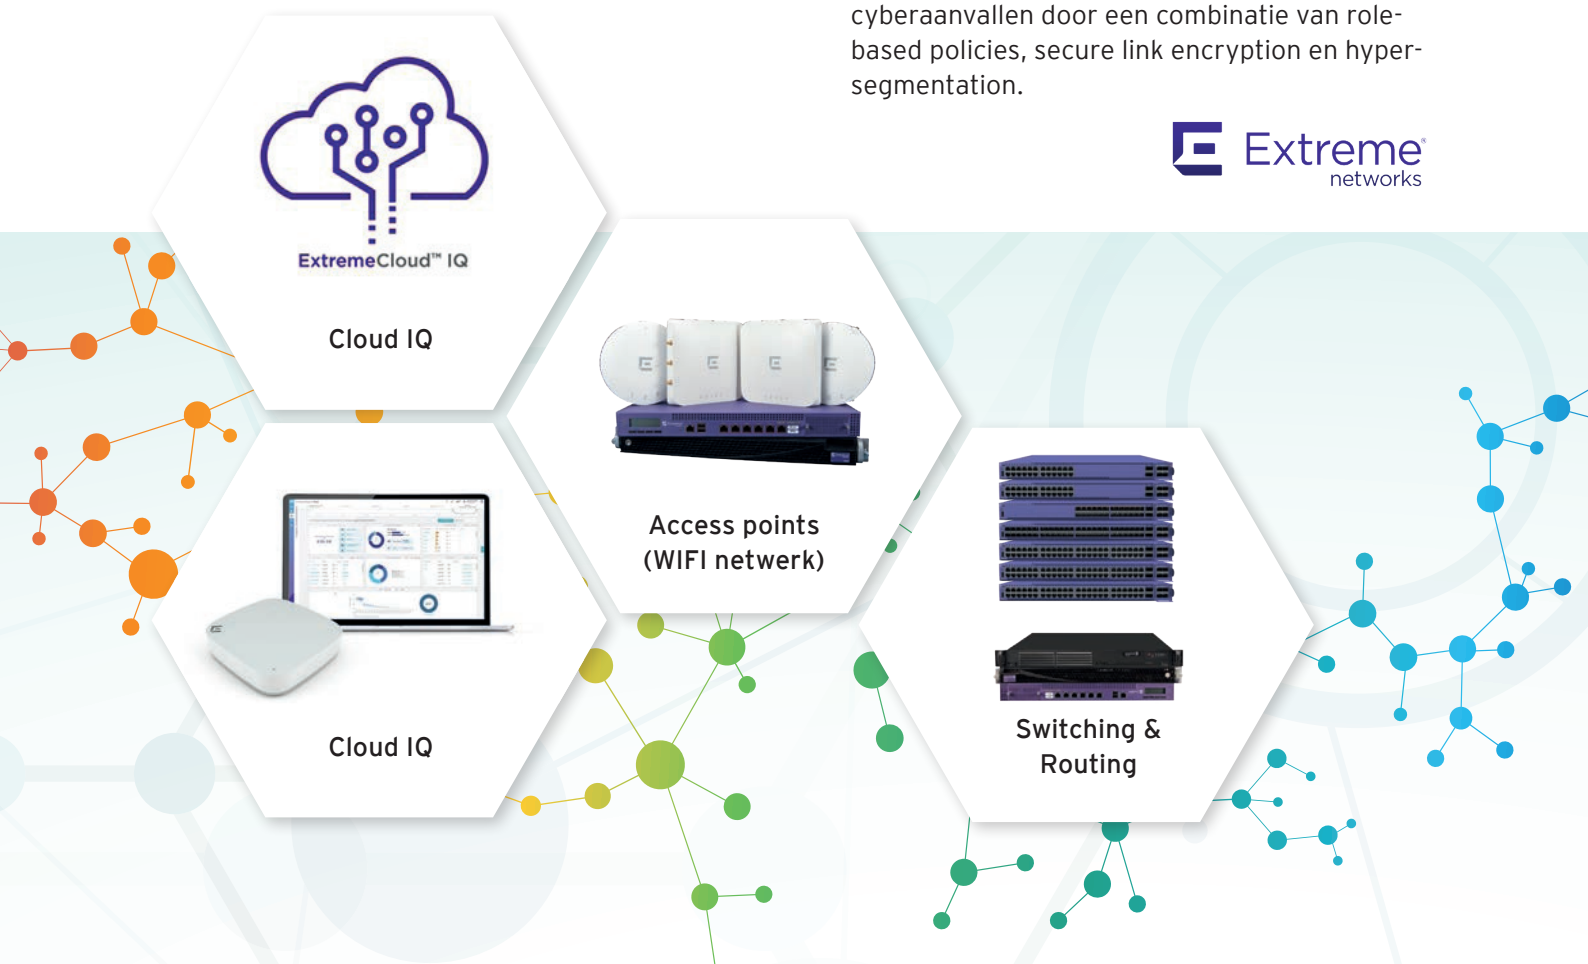 cyberaanvallen door een combinatie van role-
based policies, secure link encryption en hyper-
segmentation.
Extreme®
networks
ExtremeCloud™ IQ
Cloud IQ
Access points
(WIFI netwerk)
Cloud IQ
Switching &
Routing